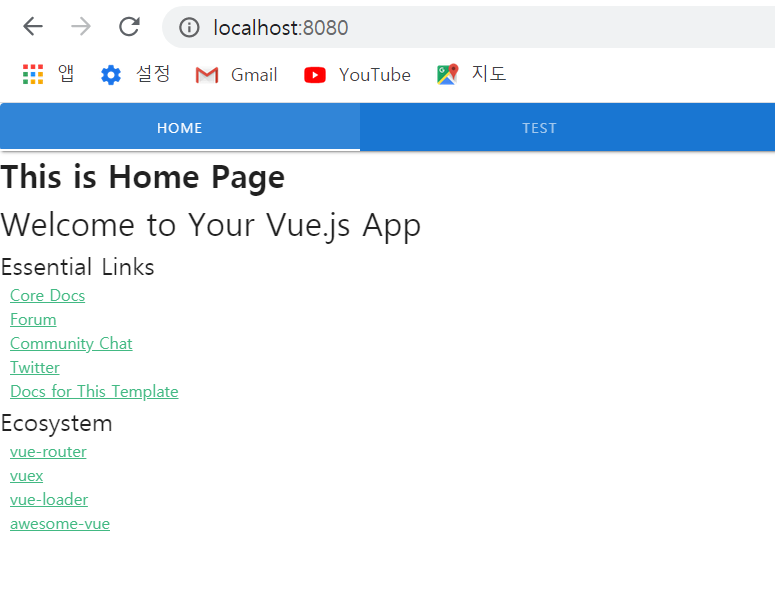 localhost:8080
앱 설정 Gmail YouTube 지도
HOME TEST
This is Home Page
Welcome to Your Vue.js App
Essential Links
Core Docs
Forum
Community Chat
Twitter
Docs for This Template
Ecosystem
vue-router
vuex
vue-loader
awesome-vue